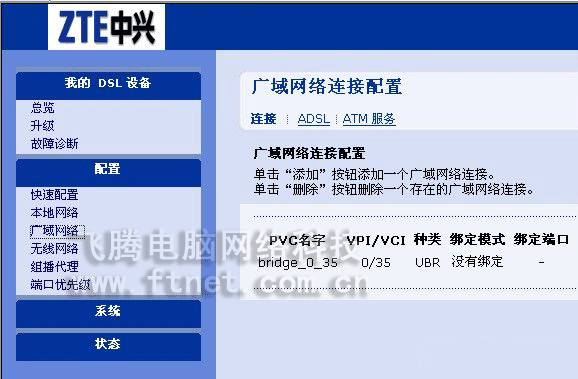 ZTE中兴
我的 DSL 设备
总览
升级
故障诊断
配置
快速配置
本地网络
广域网络
无线网络
组播代理
端口优先级
系统
状态
广域网络连接配置
连接 ADSL ATM 服务
广域网络连接配置
单击“添加”按钮添加一个广域网络连接。
单击“删除”按钮删除一个存在的广域网络连接。
PVC名字 VPI/VCI 种类 绑定模式 绑定端口
bridge_0_35 0/35 UBR 没有绑定 -
飞腾电脑网络科技
www.ftnet.com.cn